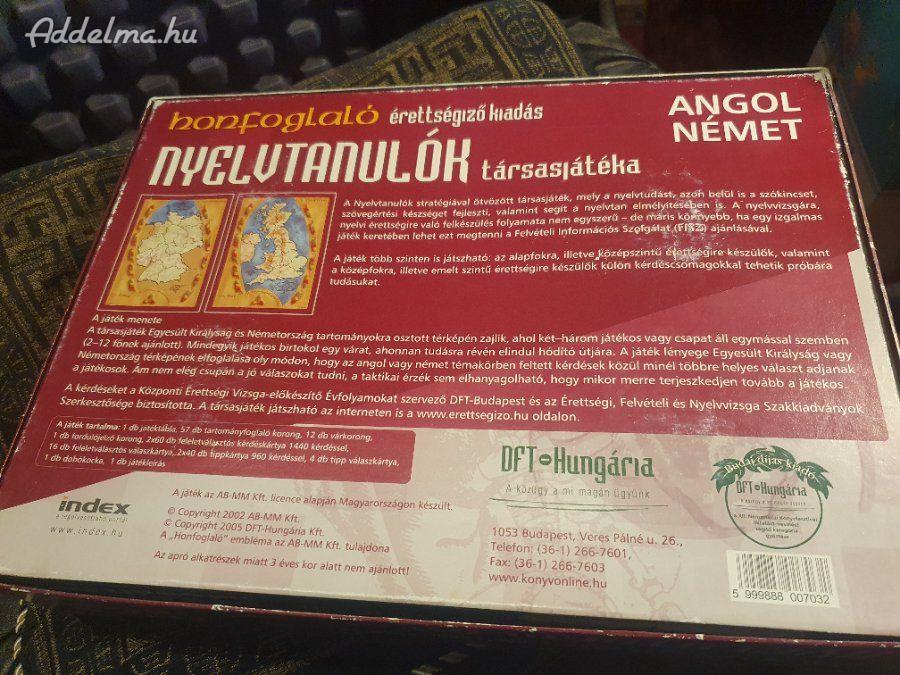 Addelma.hu
honfoglaló érettségiző kiadás
ANGOL
NÉMET
NYELVTANULÓK társasjátéka
A Nyelvtanulók stratégiával ötvözött társasjáték, mely a nyelvtudást, azon belül is a szókincset,
szövegértési készséget fejleszti, valamint segít a nyelvtan elmélyítésében is. A nyelvvizsgára,
nyelvi érettségire való felkészülés folyamata nem egyszerű – de máris könnyebb, ha egy izgalmas
játék keretében lehet ezt megtenni a Felvételi Információs Szolgálat (FISZ) ajánlásával.
A játék több szinten is játszható: az alapfokra, illetve középszintű érettségire készülők, valamint
a középfokra, illetve emelt szintű érettségire készülők külön kérdéscsomagokkal tehetik próbára
tudásukat.
A játék menete
A társasjáték Egyesült Királyság és Németország tartományokra osztott térképén zajlik, ahol két–három játékos vagy csapat áll egymással szemben
(2–12 főnek ajánlott). Mindegyik játékos birtokol egy várat, ahonnan tudásra révén elindul hódító útjára. A játék lényege Egyesült Királyság vagy
Németország térképének elfoglalása oly módon, hogy az angol vagy német témakörben feltett kérdések közül minél többre helyes választ adjanak
a játékosok. Ám nem elég csupán a jó válaszokat tudni, a taktikai érzék sem elhanyagolható, hogy mikor merre terjeszkedjen tovább a játékos.
A kérdéseket a Központi Érettségi Vizsga-előkészítő Évfolyamokat szervező DFT-Budapest és az Érettségi, Felvételi és Nyelvvizsga Szakkiadványok
Szerkesztősége biztosította. A társasjáték játszható az interneten is a www.erettsegizo.hu oldalon.
A játék tartalma: 1 db játéktábla, 57 db tartományfoglaló korong, 12 db várkorong,
1 db fordulójelző korong, 2x60 db feleletválasztós kérdéskártya 1440 kérdéssel,
16 db feleletválasztós válaszkártya, 2x40 db tippkártya 960 kérdéssel, 4 db tipp válaszkártya,
1 db dobókocka, 1 db játékleírás
index
www.index.hu
A játék az AB-MM Kft. licence alapján Magyarországon készült.
© Copyright 2002 AB-MM Kft.
© Copyright 2005 DFT-Hungária Kft.
A „Honfoglaló” embléma az AB-MM Kft. tulajdona
Az apró alkatrészek miatt 3 éves kor alatt nem ajánlott!
DFT-Hungária
A közügy a mi magán ügyünk
1053 Budapest, Veres Pálné u. 26.,
Telefon: (36-1) 266-7601,
Fax: (36-1) 266-7603
www.konyvonline.hu
Budai díjas kiadó
DFT-Hungária
5 999888 007032